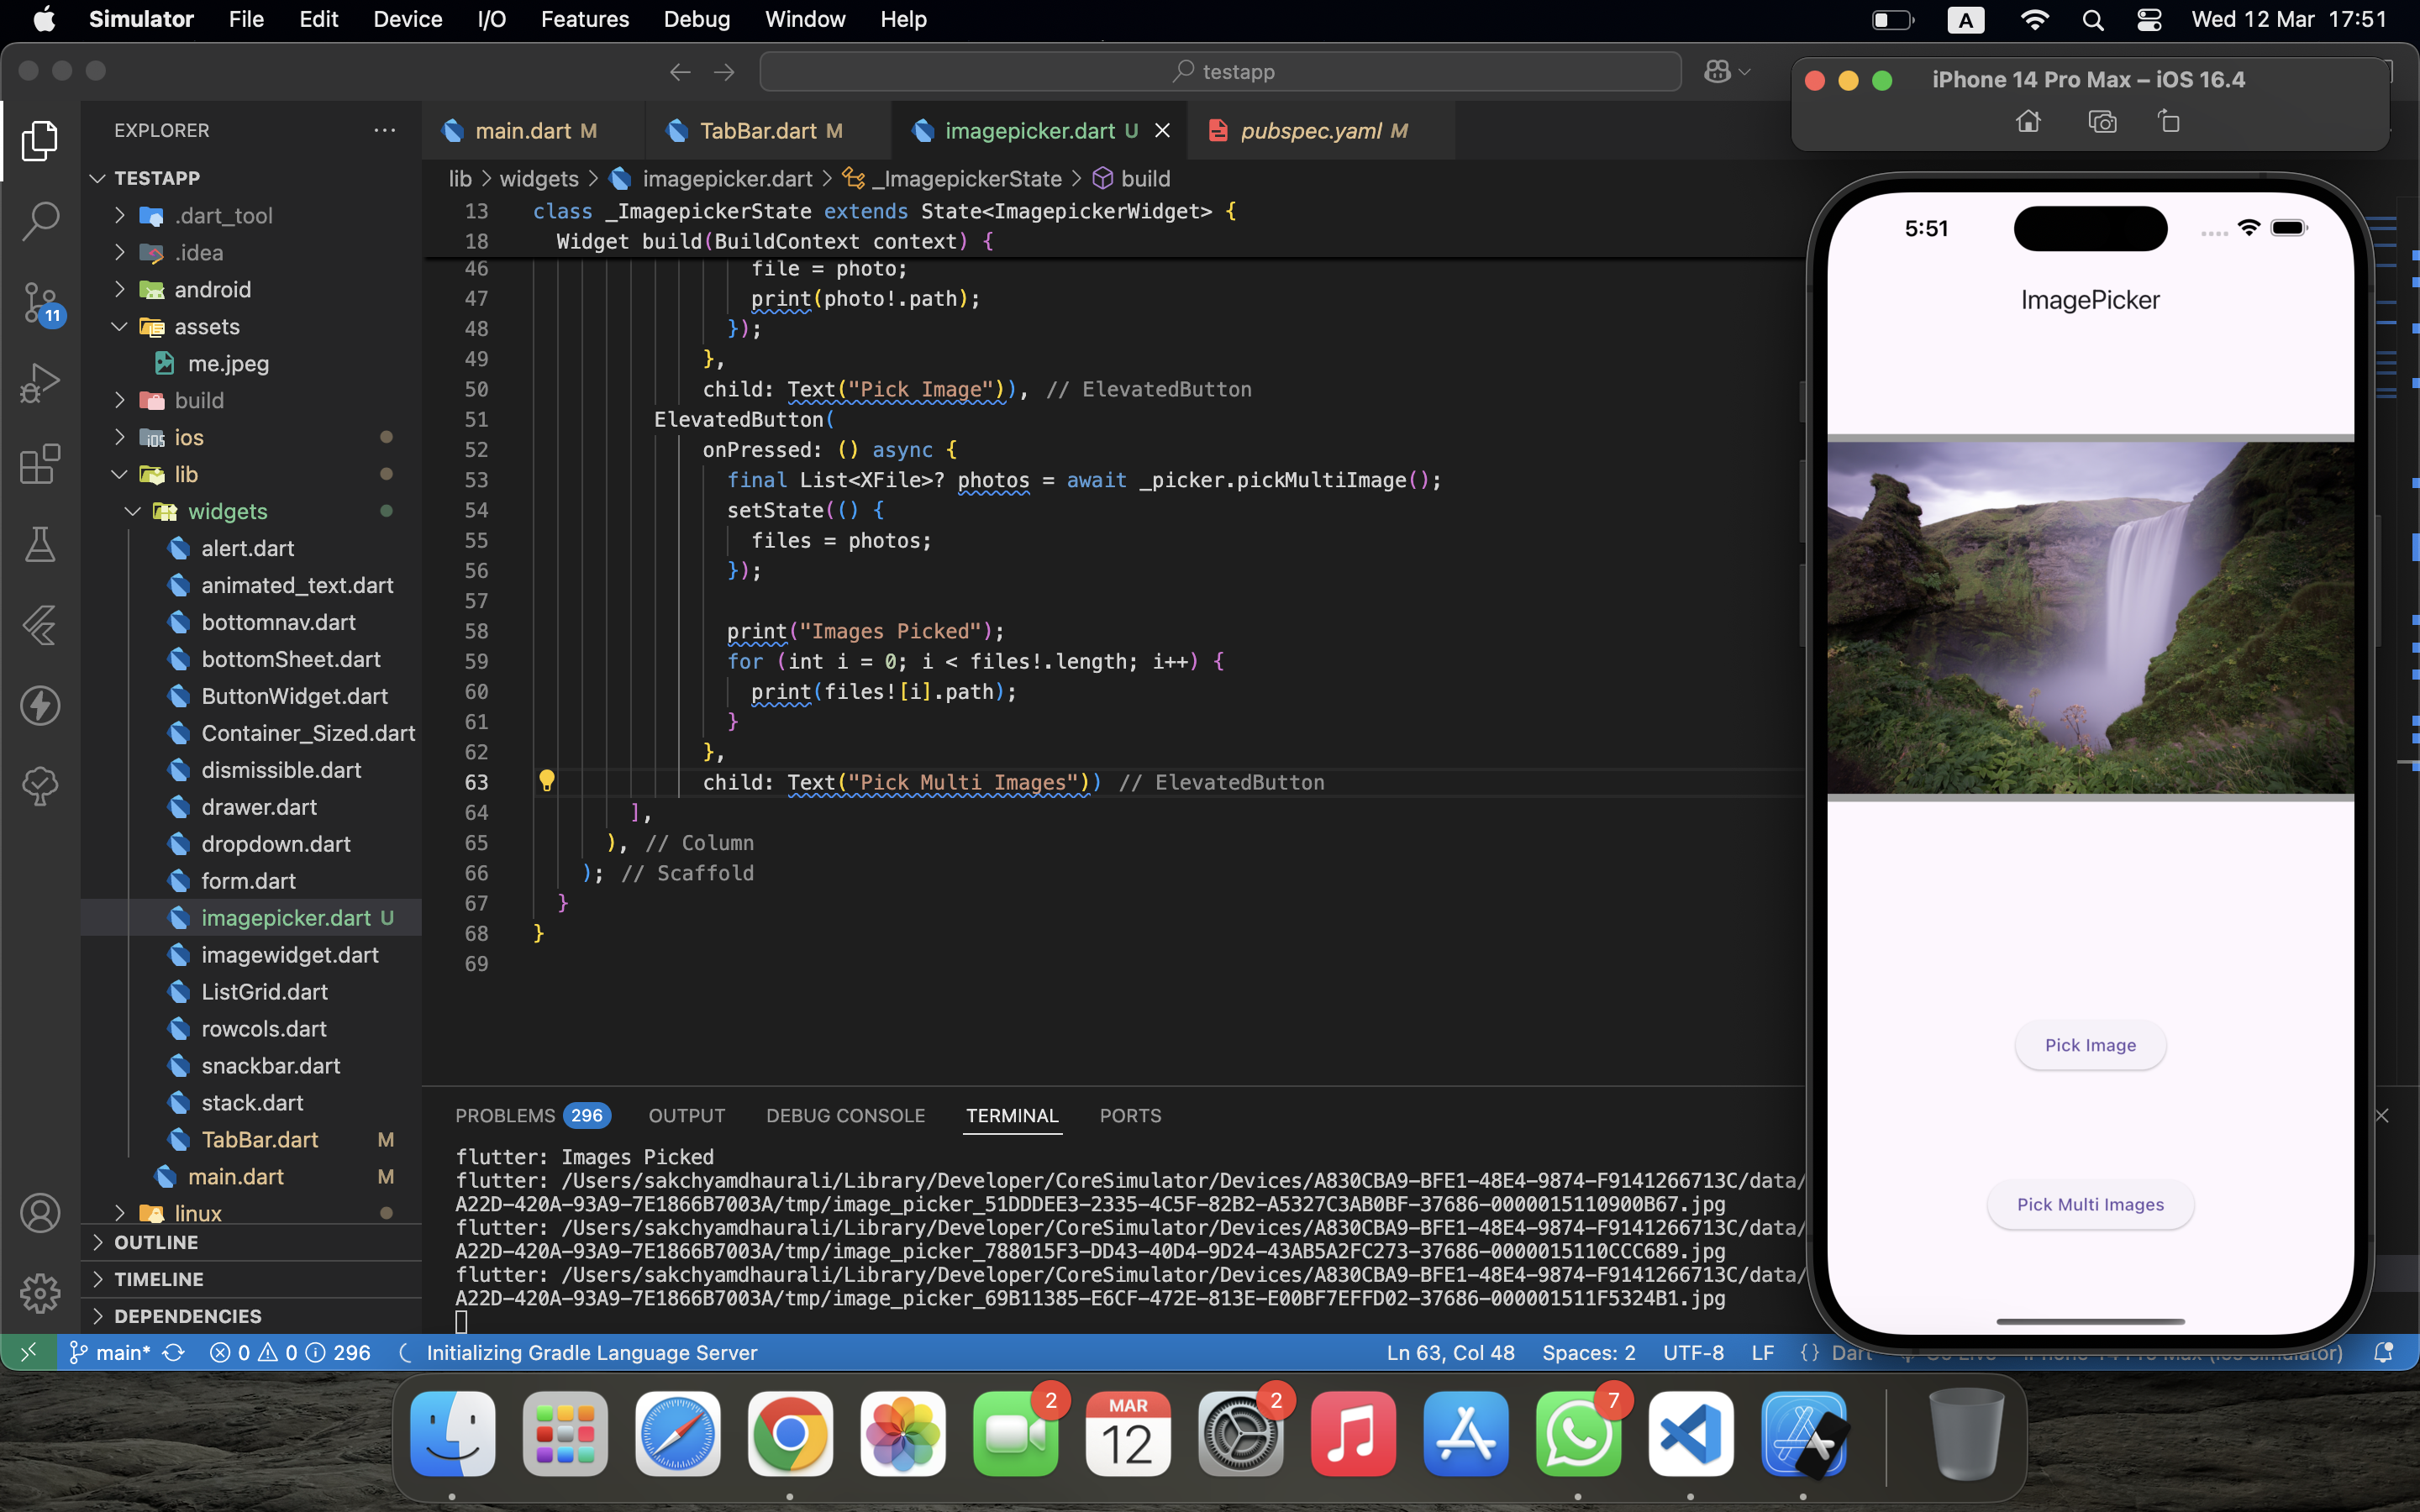 Simulator File Edit Device I/O Features Debug Window Help
A
Wed 12 Mar 17:51
testapp
iPhone 14 Pro Max – iOS 16.4
EXPLORER
TESTAPP
.dart_tool
.idea
android
assets
me.jpeg
build
ios
lib
widgets
alert.dart
animated_text.dart
bottomnav.dart
bottomSheet.dart
ButtonWidget.dart
Container_Sized.dart
dismissible.dart
drawer.dart
dropdown.dart
form.dart
imagepicker.dart U
imagewidget.dart
ListGrid.dart
rowcols.dart
snackbar.dart
stack.dart
TabBar.dart M
main.dart M
linux
OUTLINE
TIMELINE
DEPENDENCIES
11
main.dart M TabBar.dart M imagepicker.dart U pubspec.yaml M
lib > widgets > imagepicker.dart > _ImagepickerState > build
13 class _ImagepickerState extends State<ImagepickerWidget> {
18 Widget build(BuildContext context) {
46 file = photo;
47 print(photo!.path);
48 });
49 },
50 child: Text("Pick Image")), // ElevatedButton
51 ElevatedButton(
52 onPressed: () async {
53 final List<XFile>? photos = await _picker.pickMultiImage();
54 setState(() {
55 files = photos;
56 });
57
58 print("Images Picked");
59 for (int i = 0; i < files!.length; i++) {
60 print(files![i].path);
61 }
62 },
63 child: Text("Pick Multi Images")) // ElevatedButton
64 ],
65 ), // Column
66 ); // Scaffold
67 }
68 }
69
PROBLEMS 296 OUTPUT DEBUG CONSOLE TERMINAL PORTS
flutter: Images Picked
flutter: /Users/sakchyamdhaurali/Library/Developer/CoreSimulator/Devices/A830CBA9-BFE1-48E4-9874-F9141266713C/data/
A22D-420A-93A9-7E1866B7003A/tmp/image_picker_51DDDEE3-2335-4C5F-82B2-A5327C3AB0BF-37686-0000015110900B67.jpg
flutter: /Users/sakchyamdhaurali/Library/Developer/CoreSimulator/Devices/A830CBA9-BFE1-48E4-9874-F9141266713C/data/
A22D-420A-93A9-7E1866B7003A/tmp/image_picker_788015F3-DD43-40D4-9D24-43AB5A2FC273-37686-0000015110CCC689.jpg
flutter: /Users/sakchyamdhaurali/Library/Developer/CoreSimulator/Devices/A830CBA9-BFE1-48E4-9874-F9141266713C/data/
A22D-420A-93A9-7E1866B7003A/tmp/image_picker_69B11385-E6CF-472E-813E-E00BF7EFFD02-37686-000001511F5324B1.jpg
5:51
ImagePicker
Pick Image
Pick Multi Images
main* 0 0 296 Initializing Gradle Language Server
Ln 63, Col 48 Spaces: 2 UTF-8 LF {} Dart
2 MAR 12 2 7